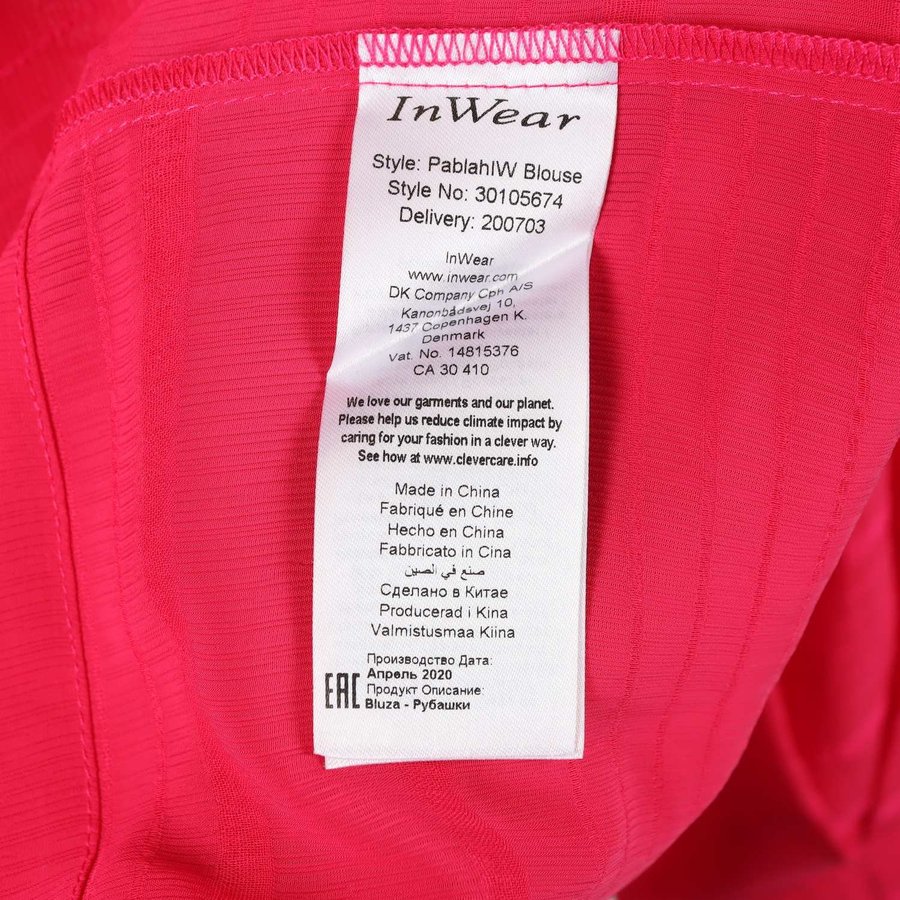 InWear
Style: PablahIW Blouse
Style No: 30105674
Delivery: 200703
InWear
www.inwear.com
DK Company Cph A/S
Kanonbådsvej 10,
1437 Copenhagen K.
Denmark
Vat. No. 14815376
CA 30 410
We love our garments and our planet.
Please help us reduce climate impact by
caring for your fashion in a clever way.
See how at www.clevercare.info
Made in China
Fabriqué en Chine
Hecho en China
Fabbricato in Cina
صنع في الصين
Сделано в Китае
Producerad i Kina
Valmistusmaa Kiina
Производство Дата:
Апрель 2020
EAC Продукт Описание:
Bluza - Рубашки